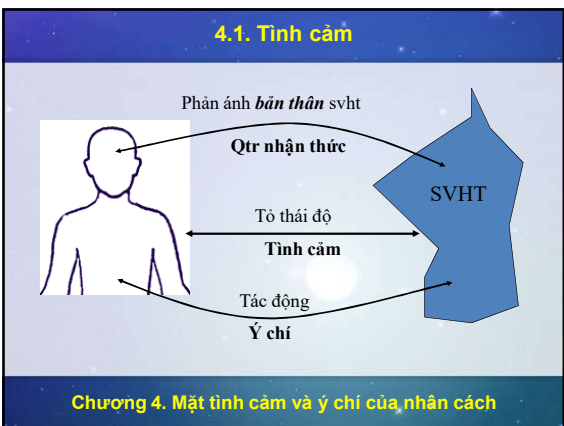 4.1. Tình cảm
Phản ánh bản thân svht
Qtr nhận thức
SVHT
Tỏ thái độ
Tình cảm
Tác động
Ý chí
Chương 4. Mặt tình cảm và ý chí của nhân cách